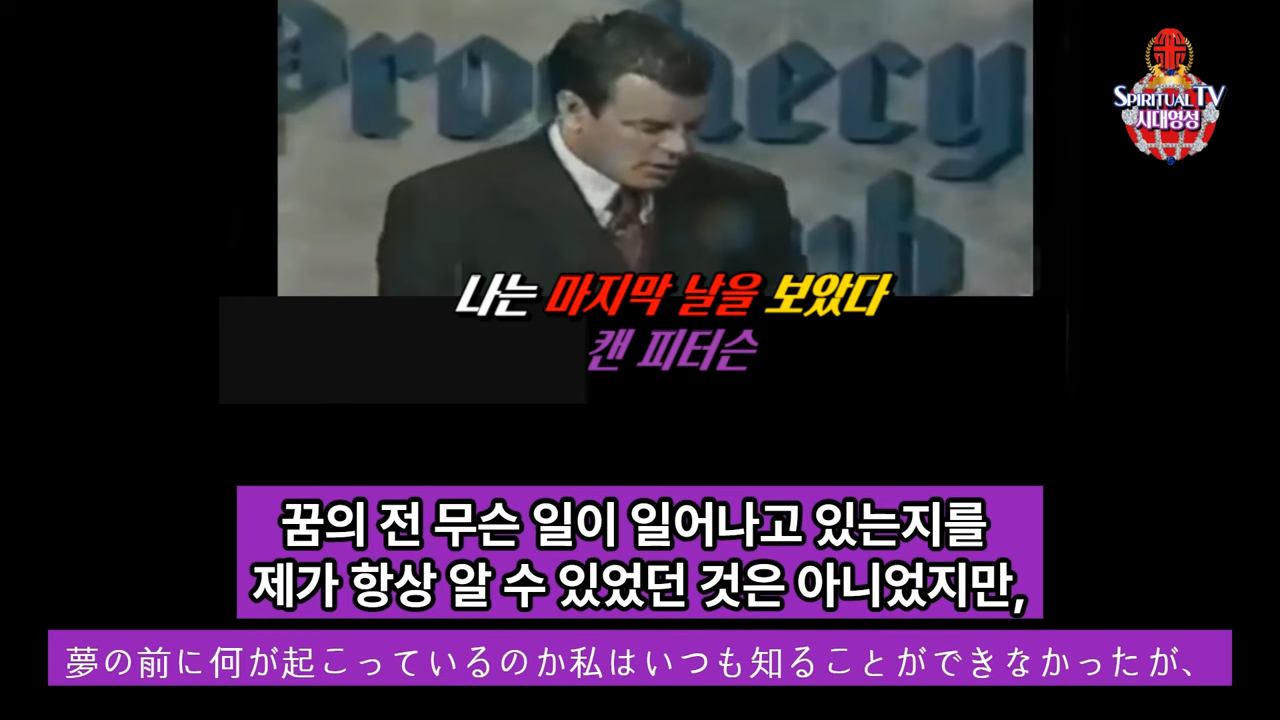 Prophecy
SPIRITUAL TV
시대영성
나는 마지막 날을 보았다
캔 피터슨
꿈의 전 무슨 일이 일어나고 있는지를
제가 항상 알 수 있었던 것은 아니었지만,
夢の前に何が起こっているのか私はいつも知ることができなかったが、